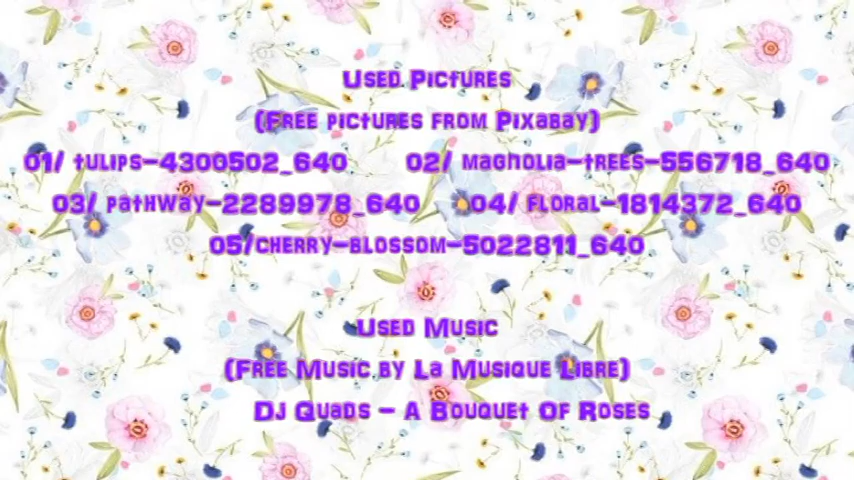 Used Pictures
(Free pictures from Pixabay)
01/ tulips-4300502_640 02/ magnolia-trees-556718_640
03/ pathway-2289978_640 04/ floral-1814372_640
05/cherry-blossom-5022811_640
Used Music
(Free Music by La Musique Libre)
Dj Quads - A Bouquet Of Roses